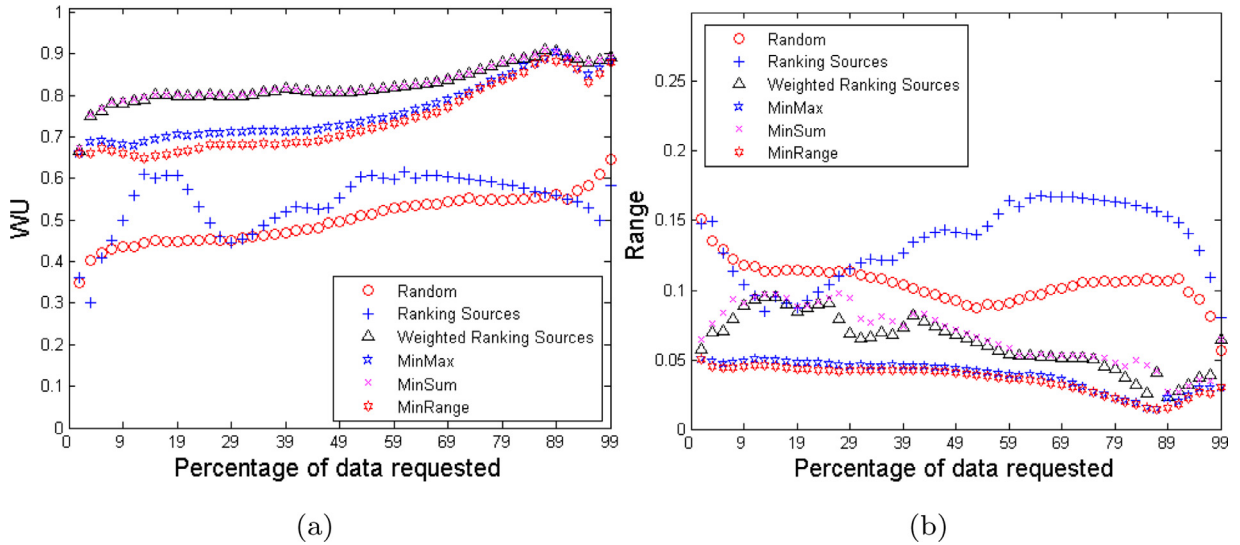 1
0.9
0.8
0.7
0.6
0.5
0.4
0.3
0.2
0.1
0
WU
0 9 19 29 39 49 59 69 79 89 99
Percentage of data requested
Random
Ranking Sources
Weighted Ranking Sources
MinMax
MinSum
MinRange
(a)
0.25
0.2
0.15
0.1
0.05
0
Range
0 9 19 29 39 49 59 69 79 89 99
Percentage of data requested
Random
Ranking Sources
Weighted Ranking Sources
MinMax
MinSum
MinRange
(b)